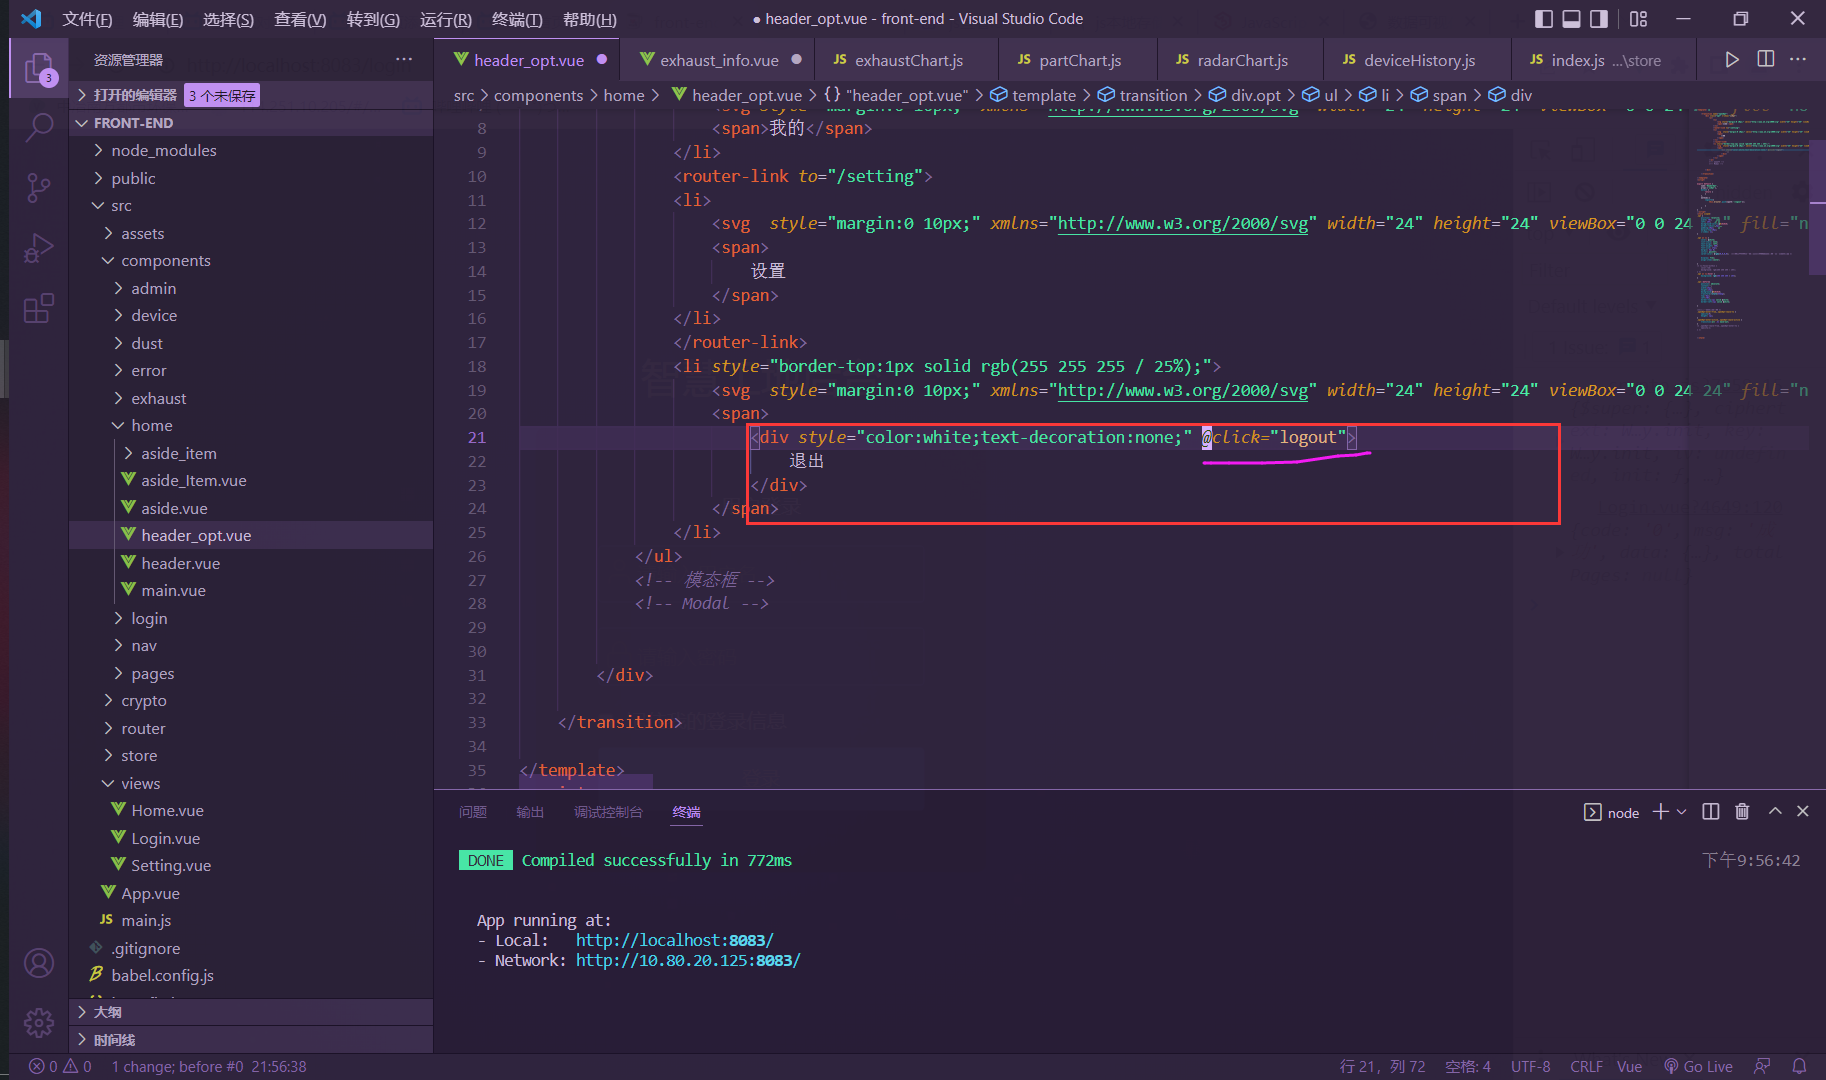 文件(F) 编辑(E) 选择(S) 查看(V) 转到(G) 运行(R) 终端(T) 帮助(H)
● header_opt.vue - front-end - Visual Studio Code
3
资源管理器 ···
打开的编辑器 3 个未保存
FRONT-END
node_modules
public
src
assets
components
admin
device
dust
error
exhaust
home
aside_item
aside_Item.vue
aside.vue
header_opt.vue
header.vue
main.vue
login
nav
pages
crypto
router
store
views
Home.vue
Login.vue
Setting.vue
App.vue
JS main.js
.gitignore
babel.config.js
大纲
时间线
header_opt.vue ● exhaust_info.vue ● JS exhaustChart.js JS partChart.js JS radarChart.js JS deviceHistory.js JS index.js ...\store
src > components > home > header_opt.vue > {} "header_opt.vue" > template > transition > div.opt > ul > li > span > div
8 <span>我的</span>
9 </li>
10 <router-link to="/setting">
11 <li>
12 <svg  style="margin:0 10px;" xmlns="http://www.w3.org/2000/svg" width="24" height="24" viewBox="0 0 24 24" fill="n
13 <span>
14 设置
15 </span>
16 </li>
17 </router-link>
18 <li style="border-top:1px solid rgb(255 255 255 / 25%);">
19 <svg  style="margin:0 10px;" xmlns="http://www.w3.org/2000/svg" width="24" height="24" viewBox="0 0 24 24" fill="n
20 <span>
21 <div style="color:white;text-decoration:none;" @click="logout">
22 退出
23 </div>
24 </span>
25 </li>
26 </ul>
27 <!-- 模态框 -->
28 <!-- Modal -->
29
30
31 </div>
32
33 </transition>
34
35 </template>
问题 输出 调试控制台 终端
node
DONE Compiled successfully in 772ms 下午9:56:42
App running at:
- Local:   http://localhost:8083/
- Network: http://10.80.20.125:8083/
0 0 1 change; before #0 21:56:38
行 21，列 72 空格: 4 UTF-8 CRLF Vue Go Live